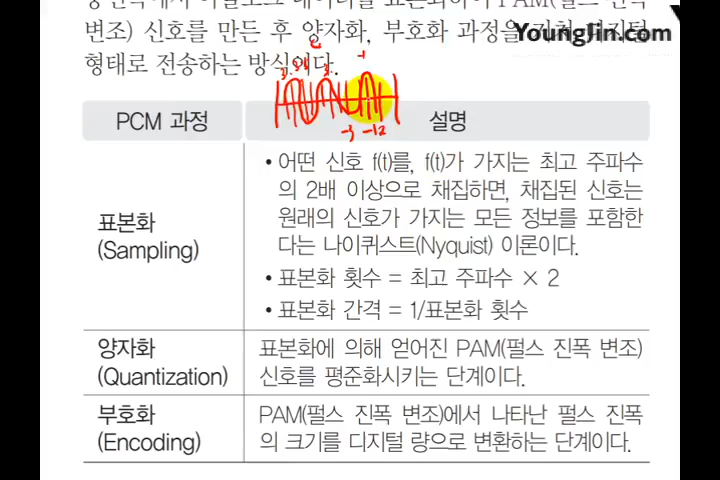 변조) 신호를 만든 후 양자화, 부호화 과정을
YoungJin.com
형태로 전송하는 방식이다.
PCM 과정
설명
표본화
(Sampling)
• 어떤 신호 f(t)를, f(t)가 가지는 최고 주파수
의 2배 이상으로 채집하면, 채집된 신호는
원래의 신호가 가지는 모든 정보를 포함한
다는 나이퀴스트(Nyquist) 이론이다.
• 표본화 횟수 = 최고 주파수 × 2
• 표본화 간격 = 1/표본화 횟수
양자화
(Quantization)
표본화에 의해 얻어진 PAM(펄스 진폭 변조)
신호를 평준화시키는 단계이다.
부호화
(Encoding)
PAM(펄스 진폭 변조)에서 나타난 펄스 진폭
의 크기를 디지털 량으로 변환하는 단계이다.